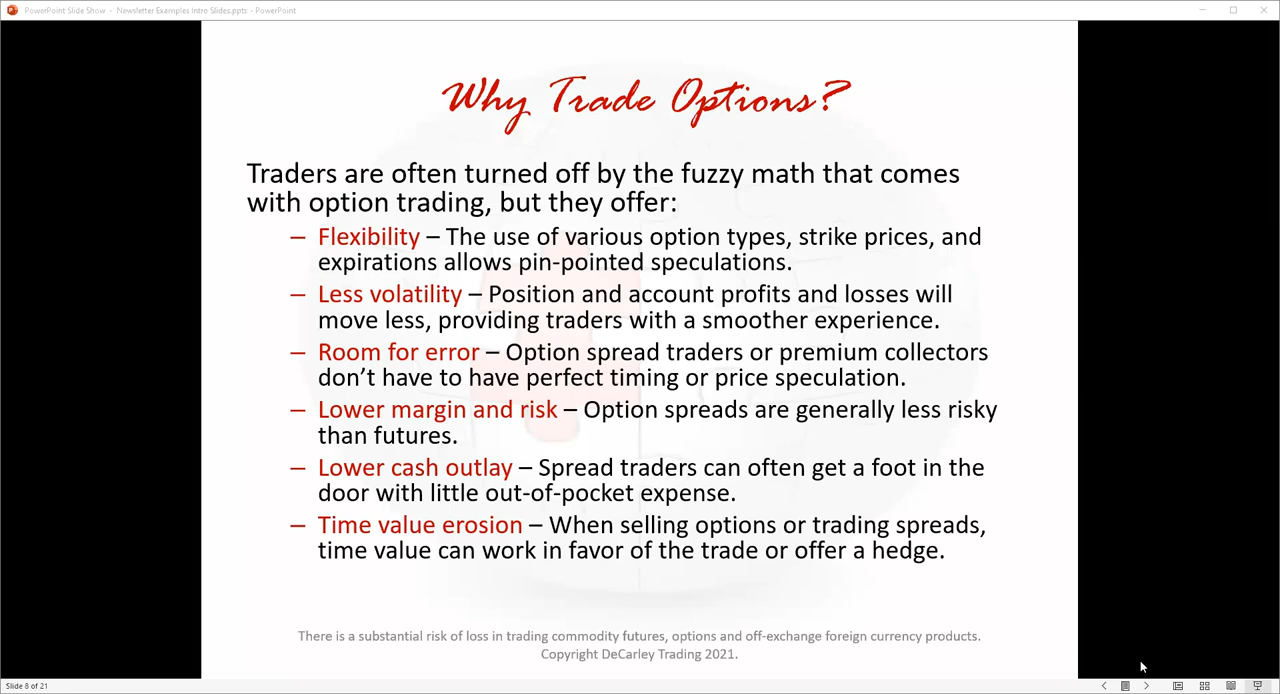 PowerPoint Slide Show - Newsletter Examples Intro Slides.ppts - PowerPoint
Why Trade Options?
Traders are often turned off by the fuzzy math that comes
with option trading, but they offer:
– Flexibility – The use of various option types, strike prices, and
expirations allows pin-pointed speculations.
– Less volatility – Position and account profits and losses will
move less, providing traders with a smoother experience.
– Room for error – Option spread traders or premium collectors
don’t have to have perfect timing or price speculation.
– Lower margin and risk – Option spreads are generally less risky
than futures.
– Lower cash outlay – Spread traders can often get a foot in the
door with little out-of-pocket expense.
– Time value erosion – When selling options or trading spreads,
time value can work in favor of the trade or offer a hedge.
There is a substantial risk of loss in trading commodity futures, options and off-exchange foreign currency products.
Copyright DeCarley Trading 2021.
Slide 8 of 21